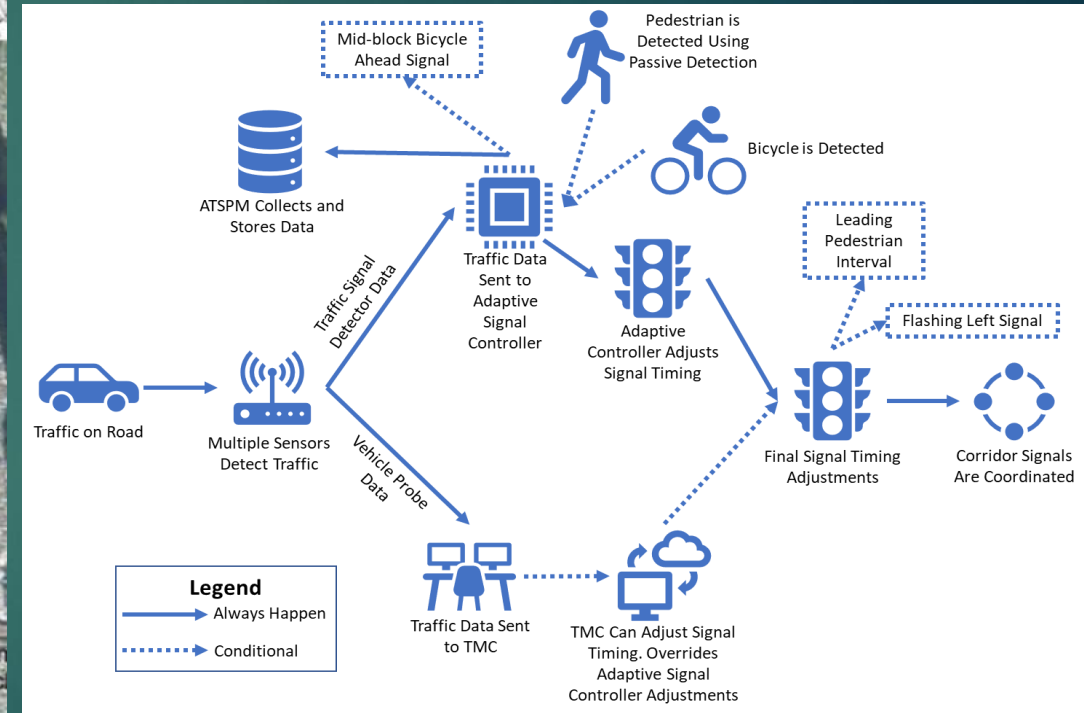 Mid-block Bicycle
Ahead Signal
Pedestrian is
Detected Using
Passive Detection
Bicycle is Detected
ATSPM Collects and
Stores Data
Leading
Pedestrian
Interval
Flashing Left Signal
Traffic Signal
Detector Data
Traffic Data
Sent to
Adaptive
Signal
Controller
Adaptive
Controller Adjusts
Signal Timing
Traffic on Road
Multiple Sensors
Detect Traffic
Final Signal Timing
Adjustments
Corridor Signals
Are Coordinated
Vehicle Probe
Data
Legend
Always Happen
Conditional
Traffic Data Sent
to TMC
TMC Can Adjust Signal
Timing. Overrides
Adaptive Signal
Controller Adjustments